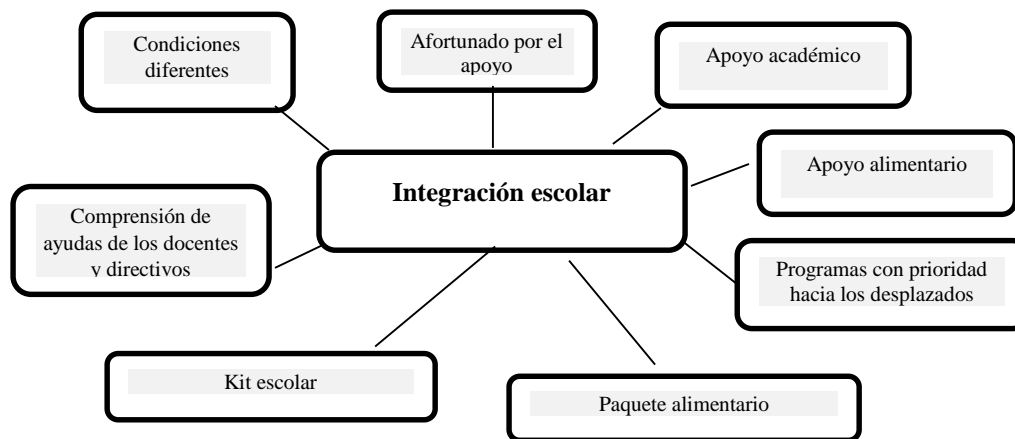 Condiciones
diferentes
Afortunado por el
apoyo
Apoyo académico
Integración escolar
Apoyo alimentario
Comprensión de
ayudas de los docentes
y directivos
Programas con prioridad
hacia los desplazados
Kit escolar
Paquete alimentario